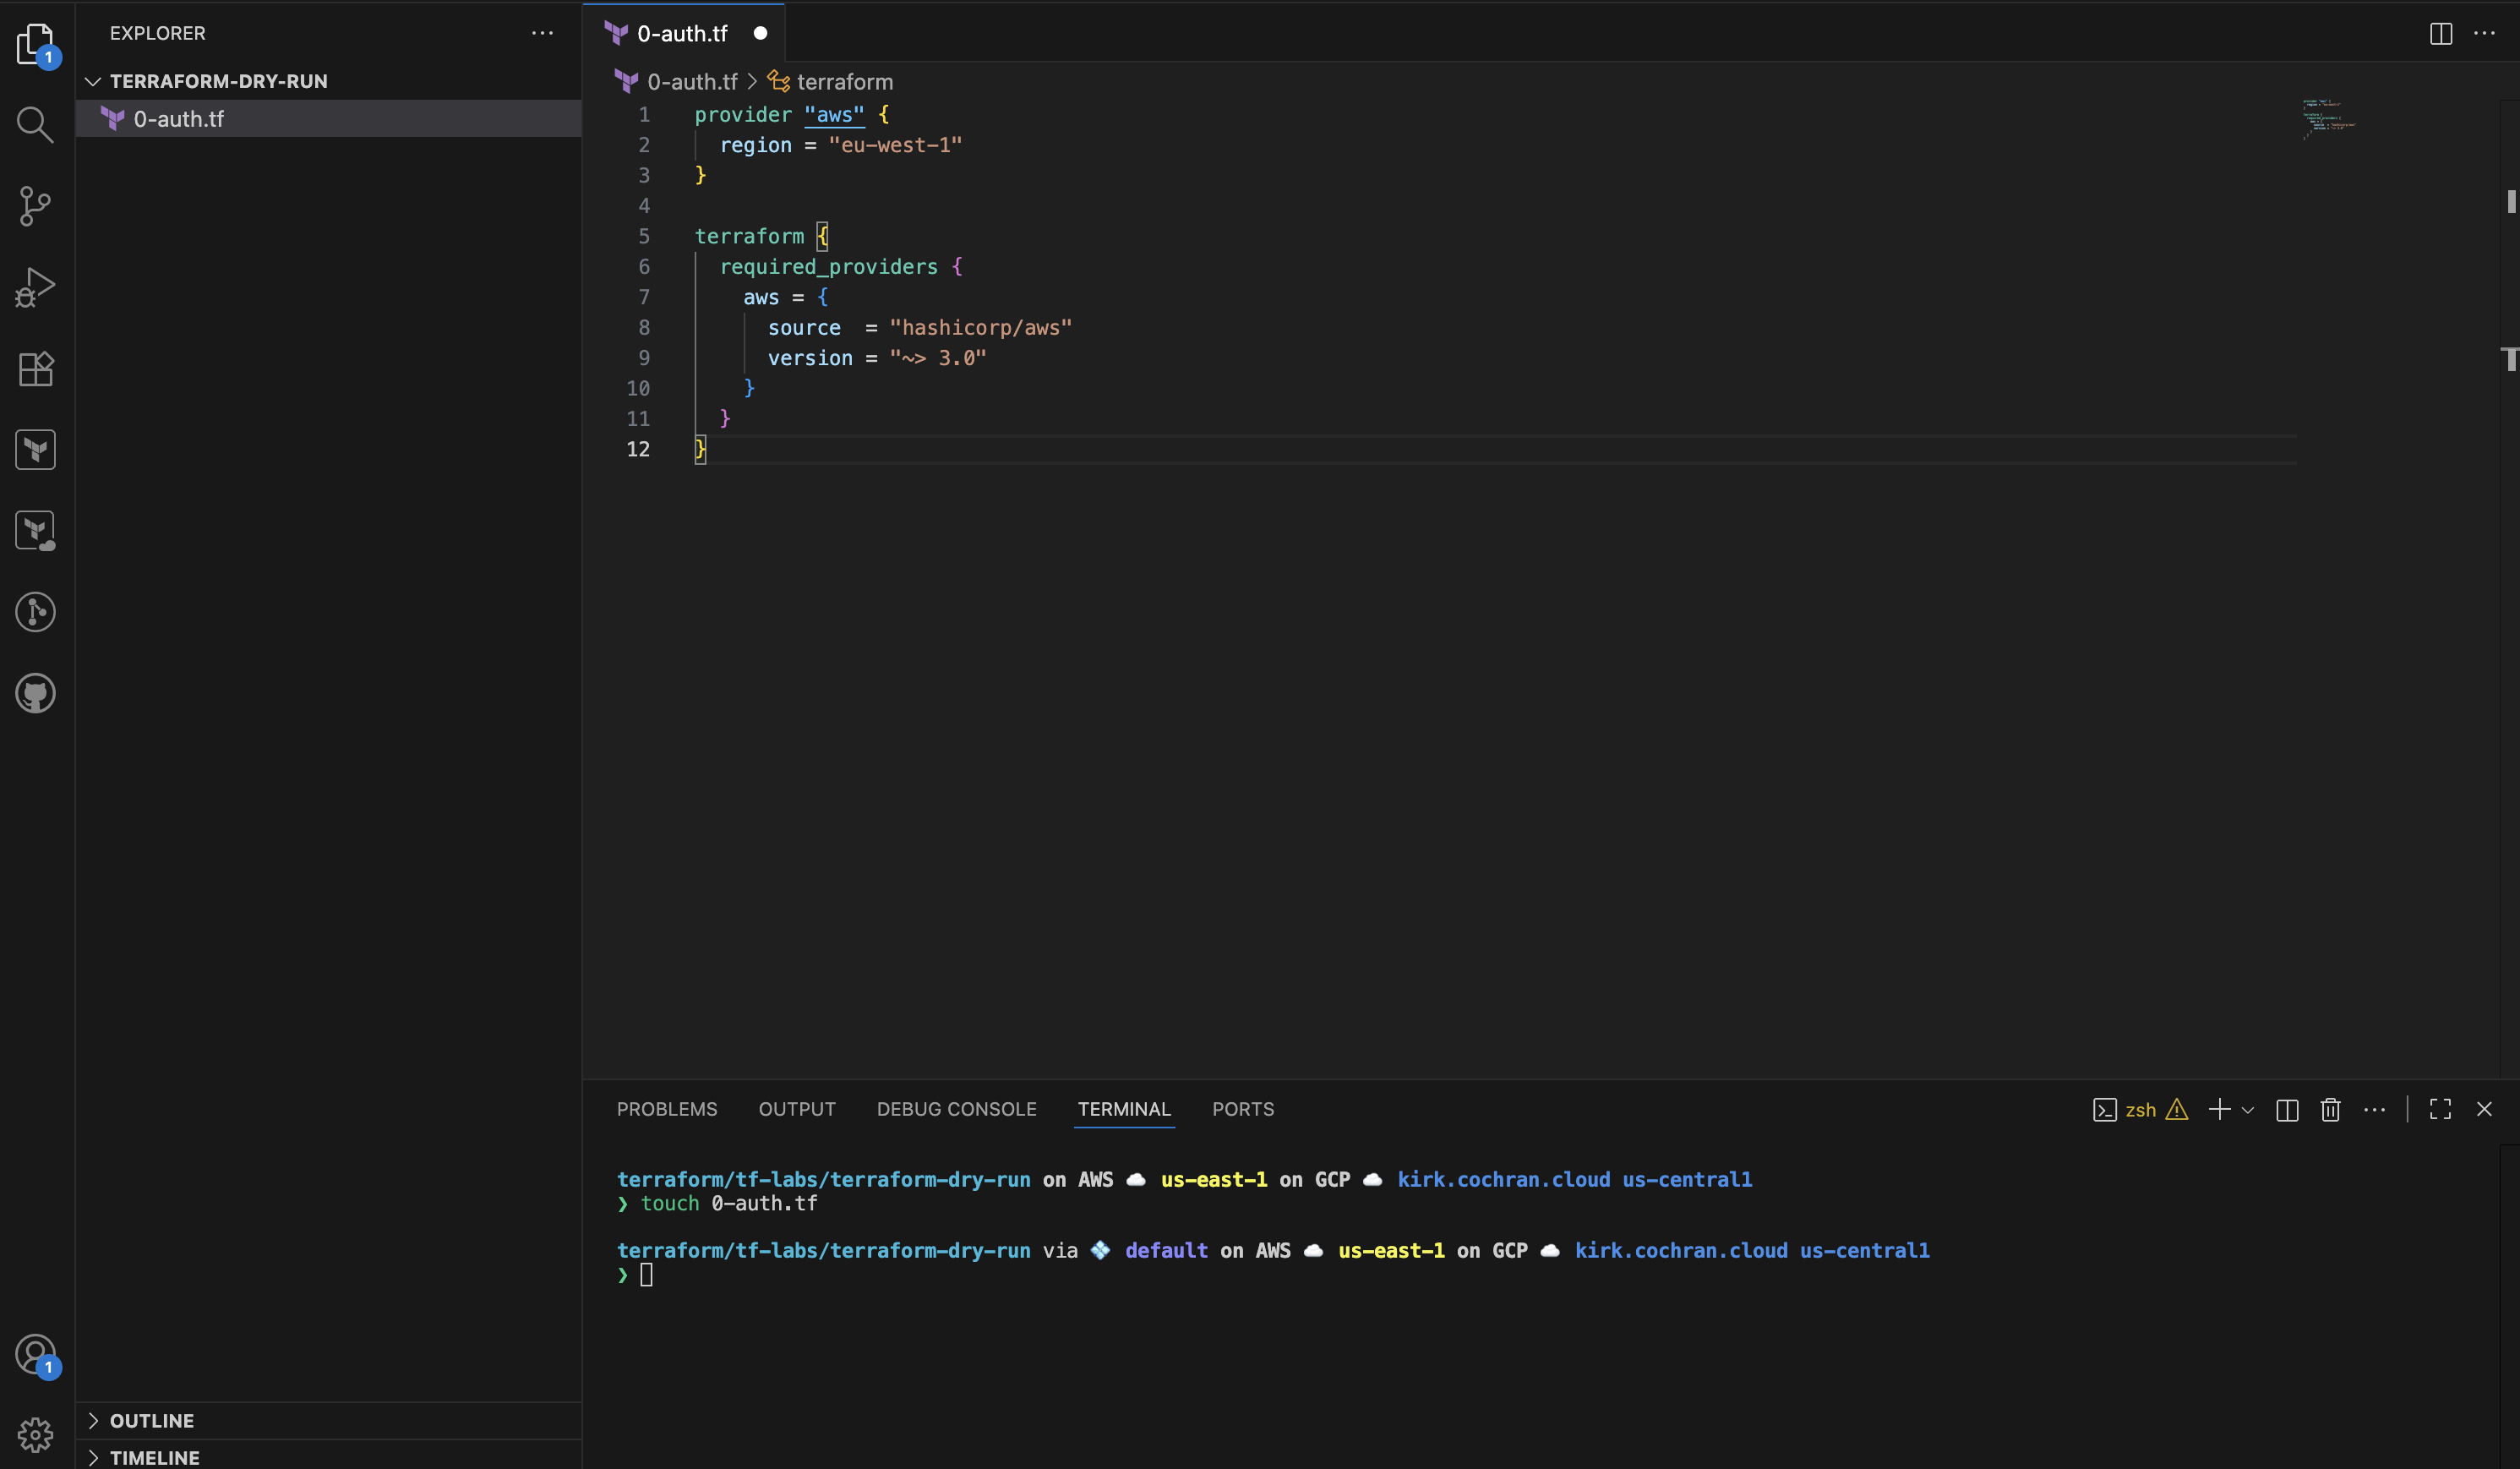 EXPLORER
TERRAFORM-DRY-RUN
0-auth.tf
OUTLINE
TIMELINE
1
1
0-auth.tf
0-auth.tf > terraform
1 provider "aws" {
2   region = "eu-west-1"
3 }
4
5 terraform {
6   required_providers {
7     aws = {
8       source  = "hashicorp/aws"
9       version = "~> 3.0"
10     }
11   }
12 }
PROBLEMS OUTPUT DEBUG CONSOLE TERMINAL PORTS
zsh
terraform/tf-labs/terraform-dry-run on AWS ☁️ us-east-1 on GCP ☁️ kirk.cochran.cloud us-central1
❯ touch 0-auth.tf
terraform/tf-labs/terraform-dry-run via 💠 default on AWS ☁️ us-east-1 on GCP ☁️ kirk.cochran.cloud us-central1
❯